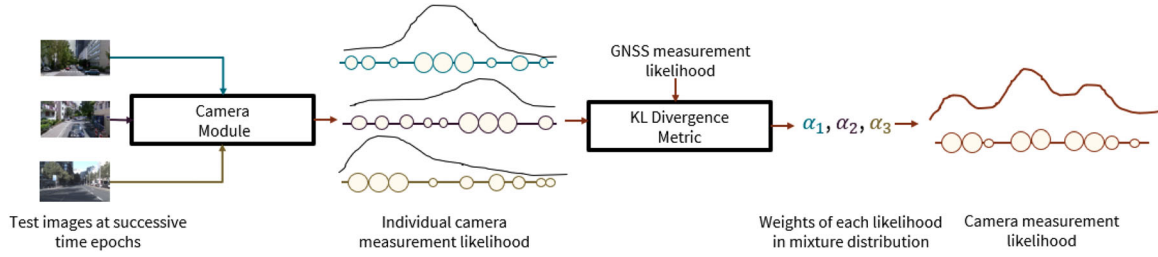 Camera
Module
GNSS measurement
likelihood
KL Divergence
Metric
α1, α2, α3
Test images at successive
time epochs
Individual camera
measurement likelihood
Weights of each likelihood
in mixture distribution
Camera measurement
likelihood